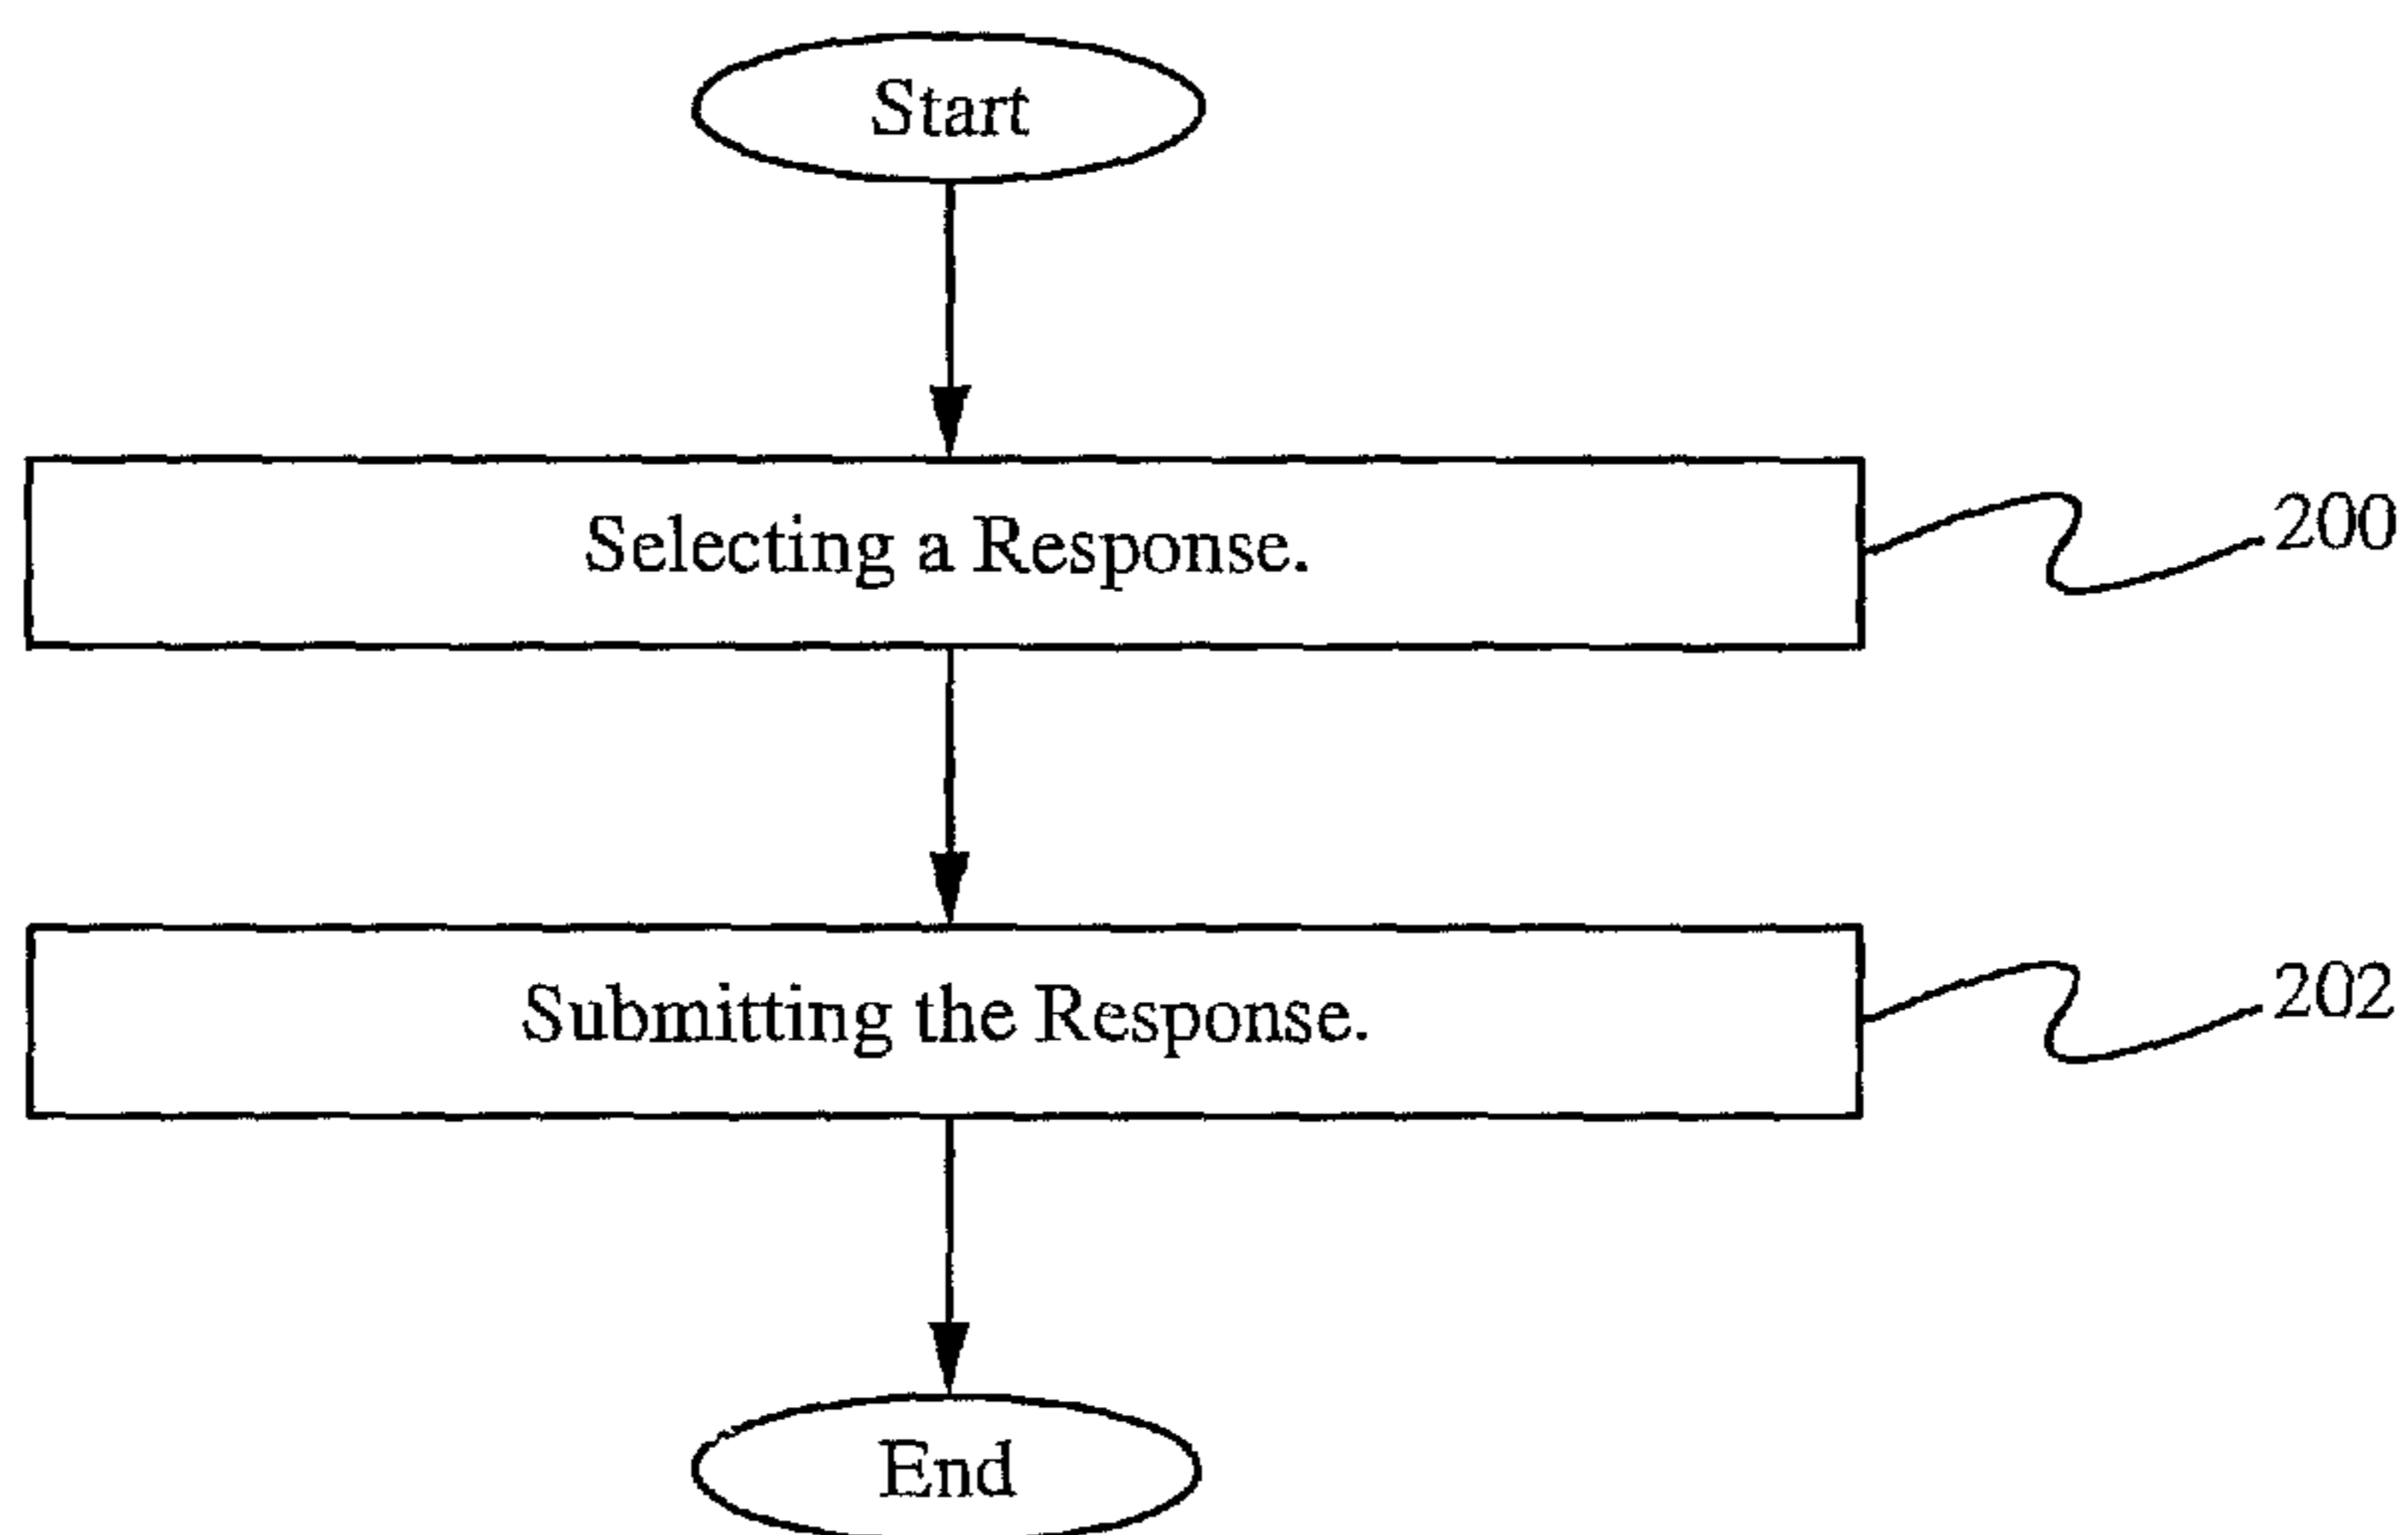 Start
Selecting a Response.
200
Submitting the Response.
202
End